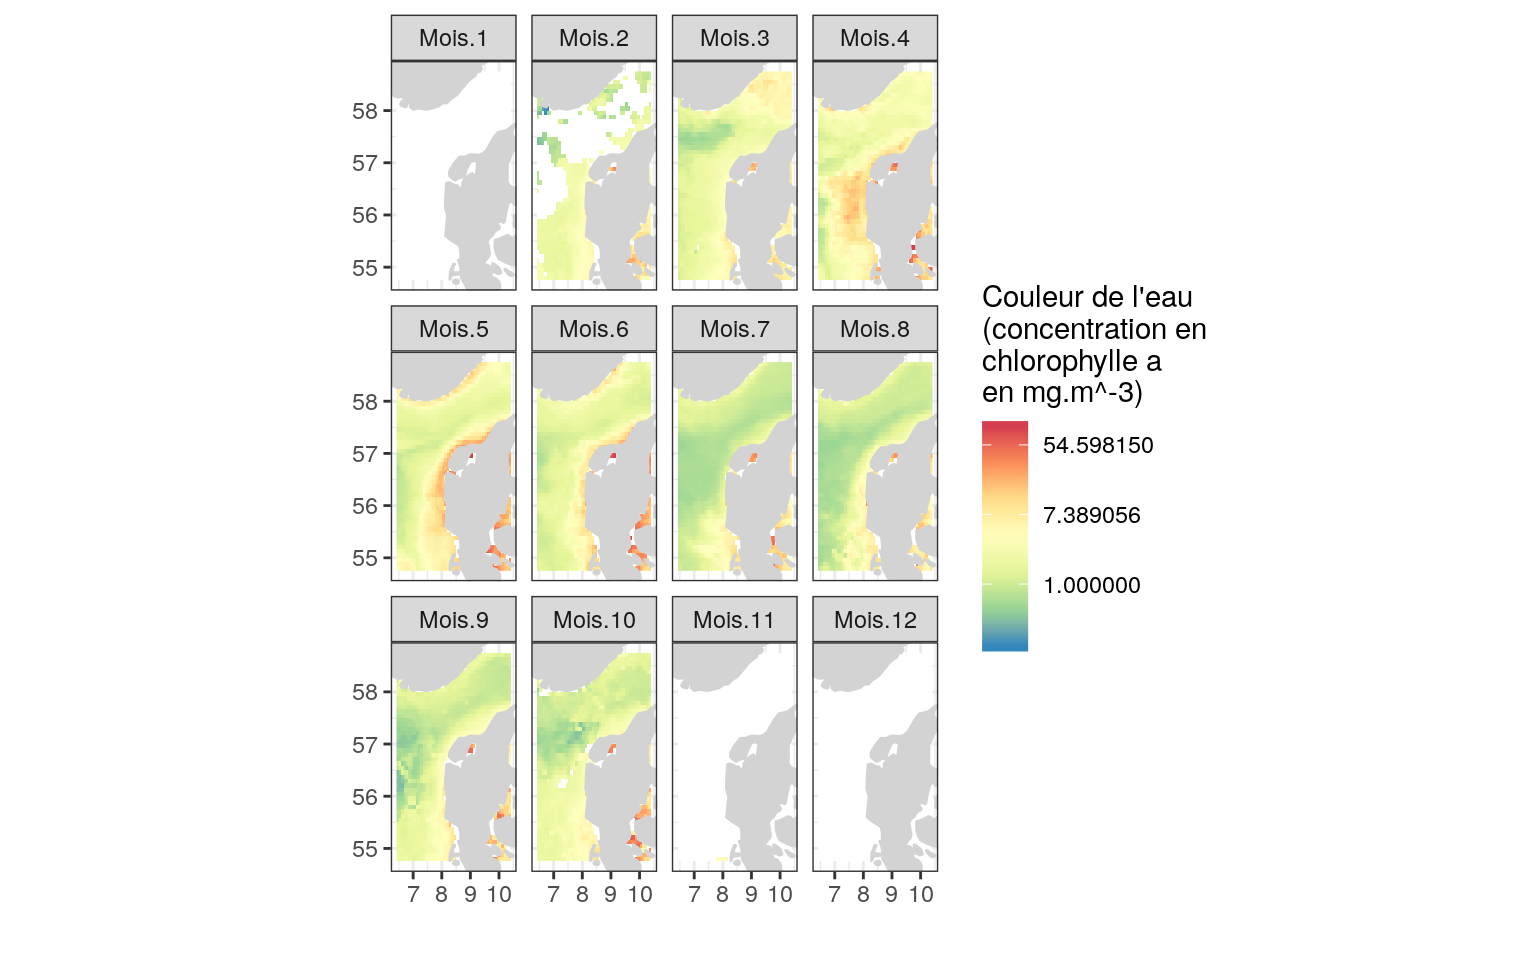 Mois.1 Mois.2 Mois.3 Mois.4
58
57
56
55
Mois.5 Mois.6 Mois.7 Mois.8
58
57
56
55
Mois.9 Mois.10 Mois.11 Mois.12
58
57
56
55
7 8 9 10 7 8 9 10 7 8 9 10 7 8 9 10
Couleur de l'eau
(concentration en
chlorophylle a
en mg.m^-3)
54.598150
7.389056
1.000000